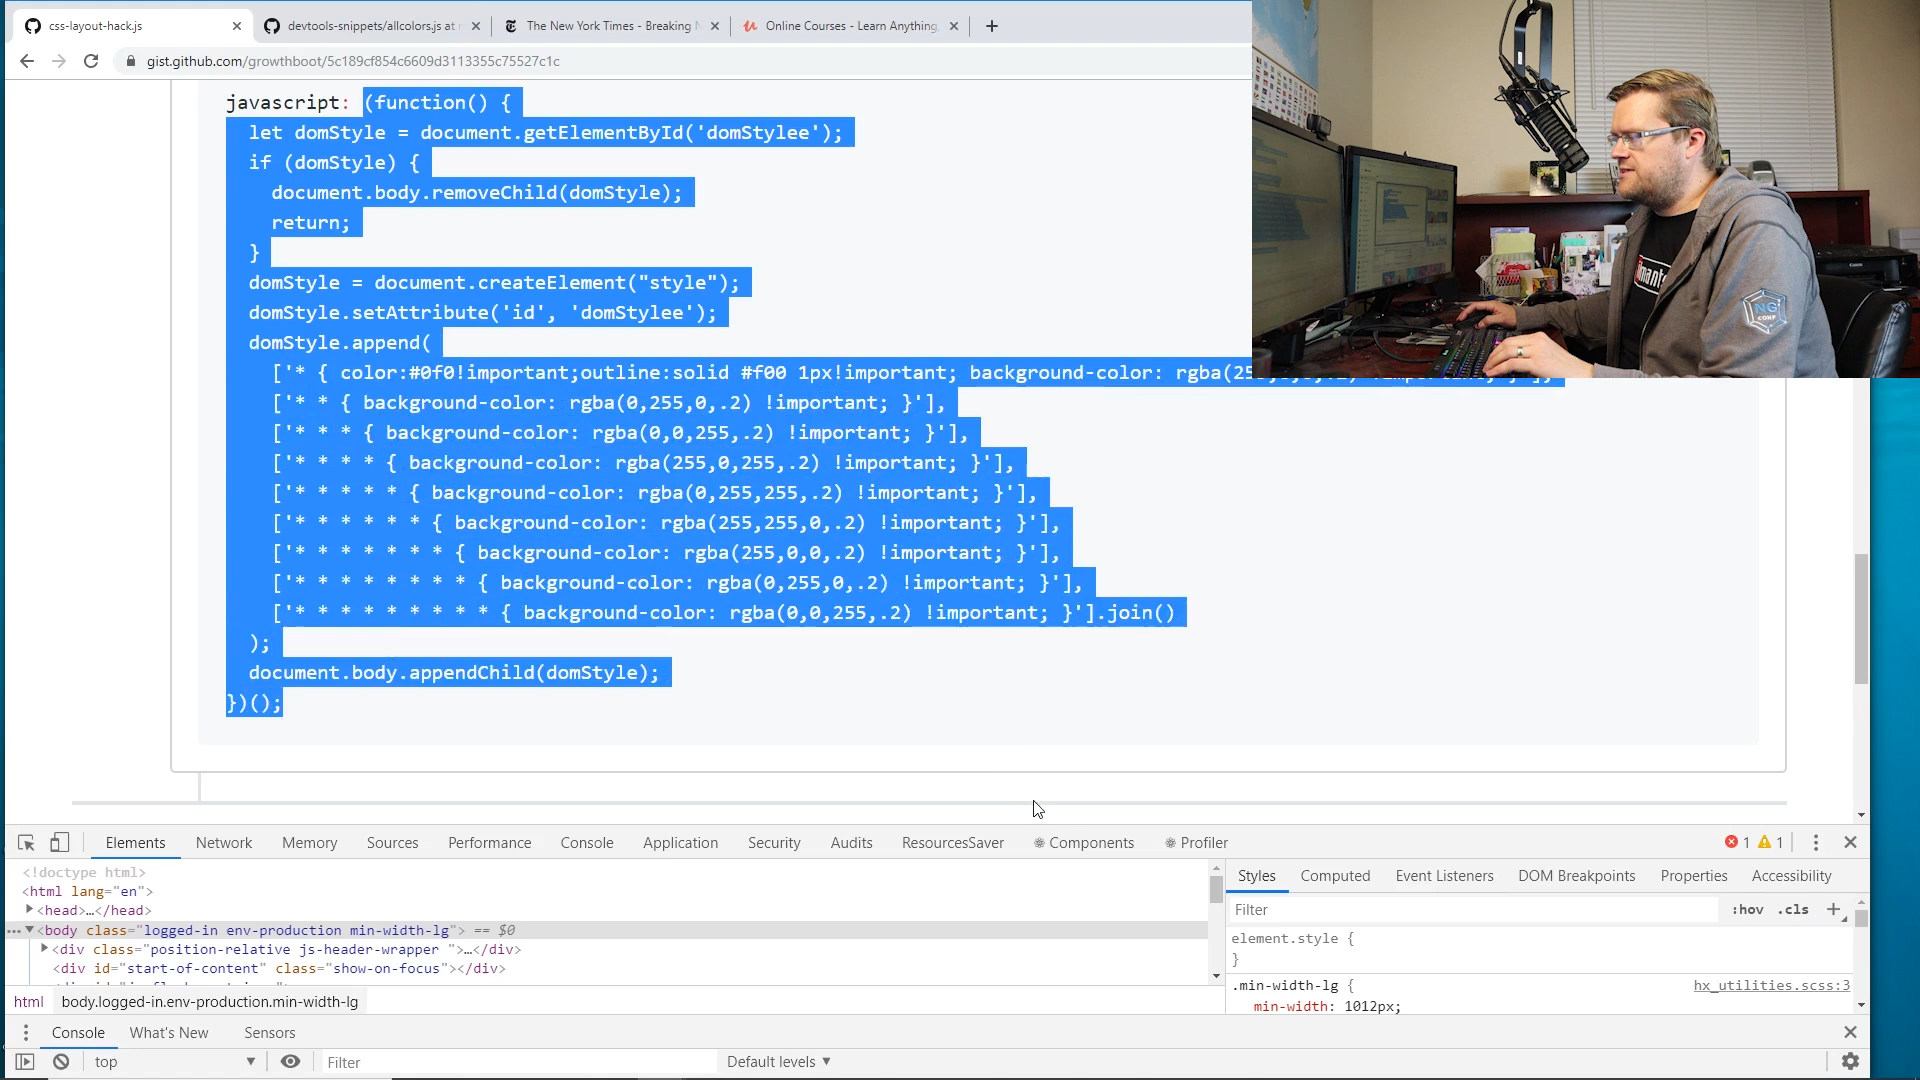 css-layout-hack.js
devtools-snippets/allcolors.js at
The New York Times - Breaking
Online Courses - Learn Anything,
gist.github.com/growthboot/5c189cf854c6609d3113355c75527c1c
javascript: (function() {
let domStyle = document.getElementById('domStylee');
if (domStyle) {
document.body.removeChild(domStyle);
return;
}
domStyle = document.createElement("style");
domStyle.setAttribute('id', 'domStylee');
domStyle.append(
['* { color:#0f0!important;outline:solid #f00 1px!important; background-color: rgba(25
['* * { background-color: rgba(0,255,0,.2) !important; }'],
['* * * { background-color: rgba(0,0,255,.2) !important; }'],
['* * * * { background-color: rgba(255,0,255,.2) !important; }'],
['* * * * * { background-color: rgba(0,255,255,.2) !important; }'],
['* * * * * * { background-color: rgba(255,255,0,.2) !important; }'],
['* * * * * * * { background-color: rgba(255,0,0,.2) !important; }'],
['* * * * * * * * { background-color: rgba(0,255,0,.2) !important; }'],
['* * * * * * * * * { background-color: rgba(0,0,255,.2) !important; }'].join()
);
document.body.appendChild(domStyle);
})();
NG
CONF
Elements Network Memory Sources Performance Console Application Security Audits ResourcesSaver Components Profiler 1 1
<!doctype html>
<html lang="en">
<head>…</head>
<body class="logged-in env-production min-width-lg"> == $0
<div class="position-relative js-header-wrapper ">…</div>
<div id="start-of-content" class="show-on-focus"></div>
html body.logged-in.env-production.min-width-lg
Styles Computed Event Listeners DOM Breakpoints Properties Accessibility
Filter :hov .cls +
element.style {
}
.min-width-lg { hx_utilities.scss:3
min-width: 1012px;
Console What's New Sensors
top Filter Default levels